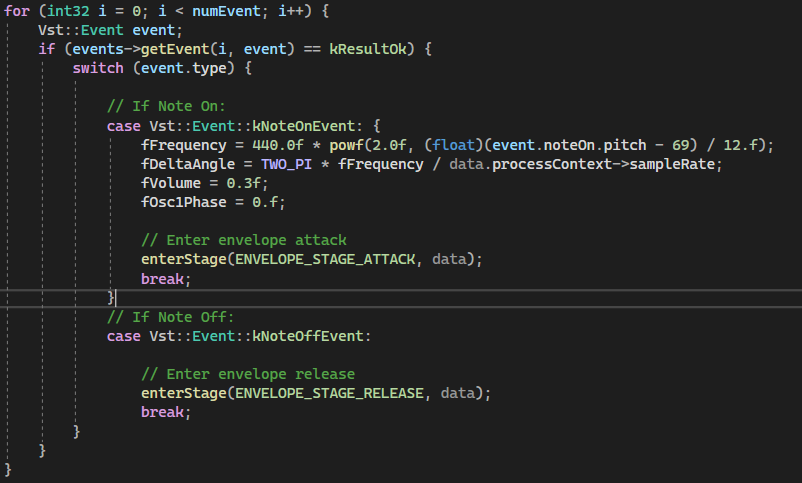 for (int32 i = 0; i < numEvent; i++) {
    Vst::Event event;
    if (events->getEvent(i, event) == kResultOk) {
        switch (event.type) {

            // If Note On:
            case Vst::Event::kNoteOnEvent: {
                fFrequency = 440.0f * powf(2.0f, (float)(event.noteOn.pitch - 69) / 12.f);
                fDeltaAngle = TWO_PI * fFrequency / data.processContext->sampleRate;
                fVolume = 0.3f;
                fOsc1Phase = 0.f;

                // Enter envelope attack
                enterStage(ENVELOPE_STAGE_ATTACK, data);
                break;
            }
            // If Note Off:
            case Vst::Event::kNoteOffEvent:

                // Enter envelope release
                enterStage(ENVELOPE_STAGE_RELEASE, data);
                break;
        }
    }
}